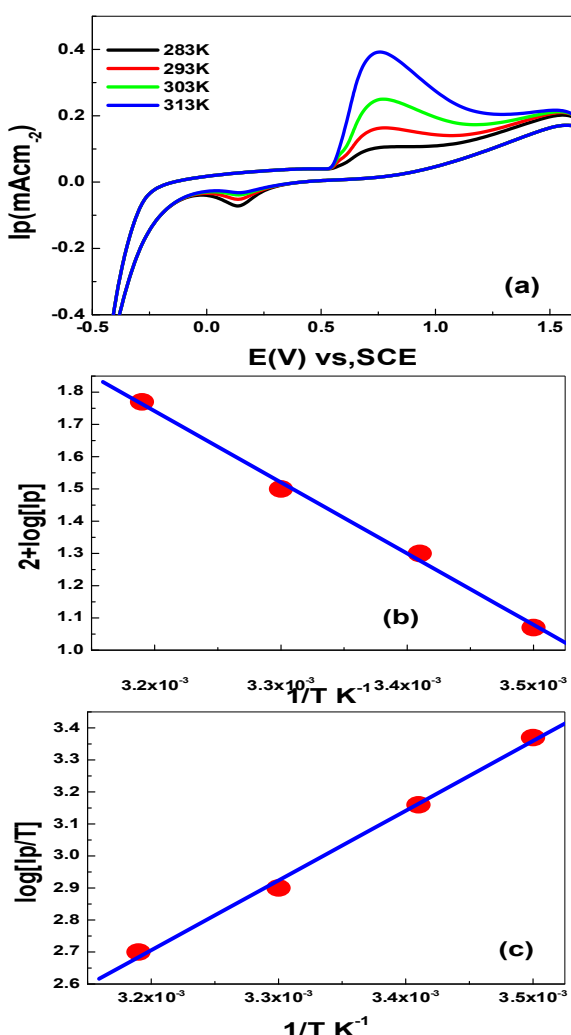 0.4
0.2
0.0
-0.2
-0.4
Ip(mAcm-2)
283K
293K
303K
313K
(a)
-0.5 0.0 0.5 1.0 1.5
E(V) vs,SCE
1.8
1.7
1.6
1.5
1.4
1.3
1.2
1.1
1.0
2+log[Ip]
(b)
3.2x10-3 3.3x10-3 3.4x10-3 3.5x10-3
1/T K-1
3.4
3.3
3.2
3.1
3.0
2.9
2.8
2.7
2.6
log[Ip/T]
(c)
3.2x10-3 3.3x10-3 3.4x10-3 3.5x10-3
1/T K-1